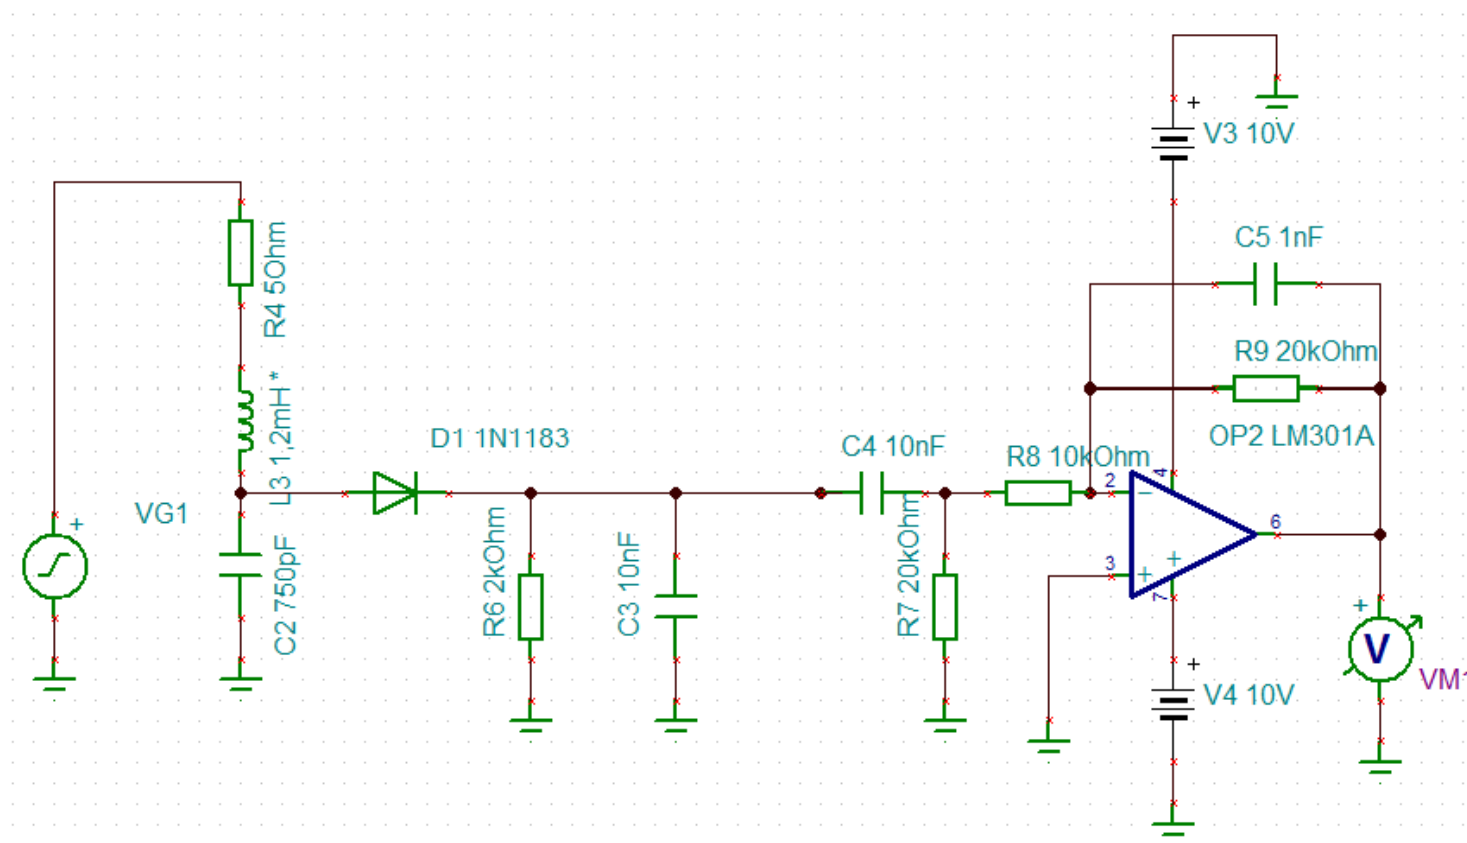 +
V3 10V
C5 1nF
R4 5Ohm
R9 20kOhm
L3 1,2mH *
D1 1N1183
OP2 LM301A
C4 10nF
R8 10kOhm
4
2
−
VG1
+
6
R6 2kOhm
C3 10nF
R7 20kOhm
C2 750pF
3
+
+
7
+
V
+
V4 10V